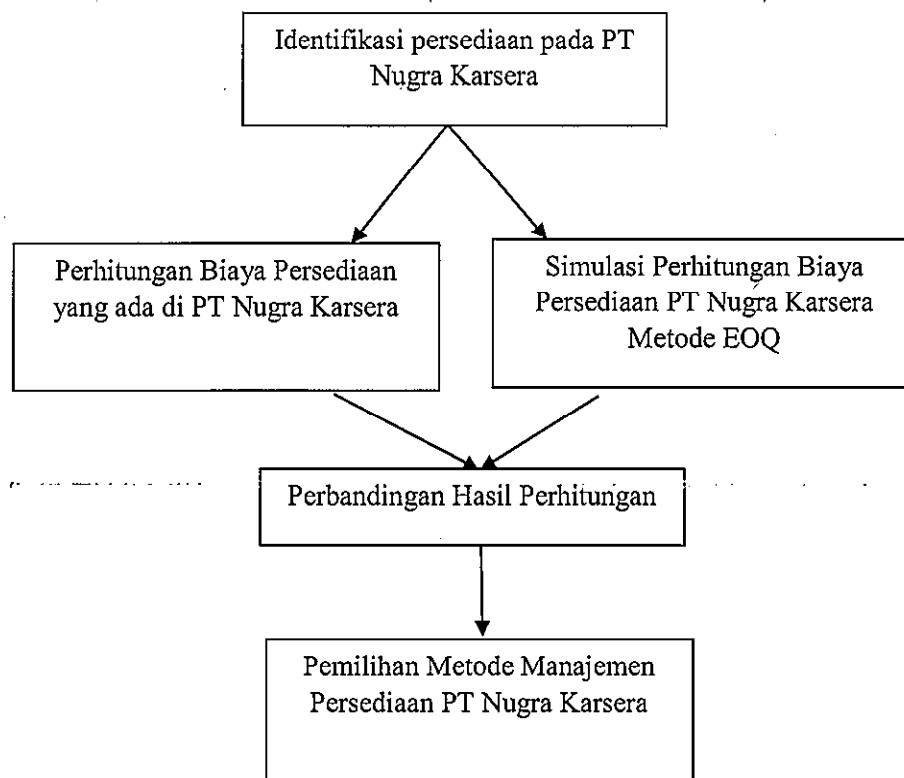 Identifikasi persediaan pada PT
Nugra Karsera
Perhitungan Biaya Persediaan
yang ada di PT Nugra Karsera
Simulasi Perhitungan Biaya
Persediaan PT Nugra Karsera
Metode EOQ
Perbandingan Hasil Perhitungan
Pemilihan Metode Manajemen
Persediaan PT Nugra Karsera